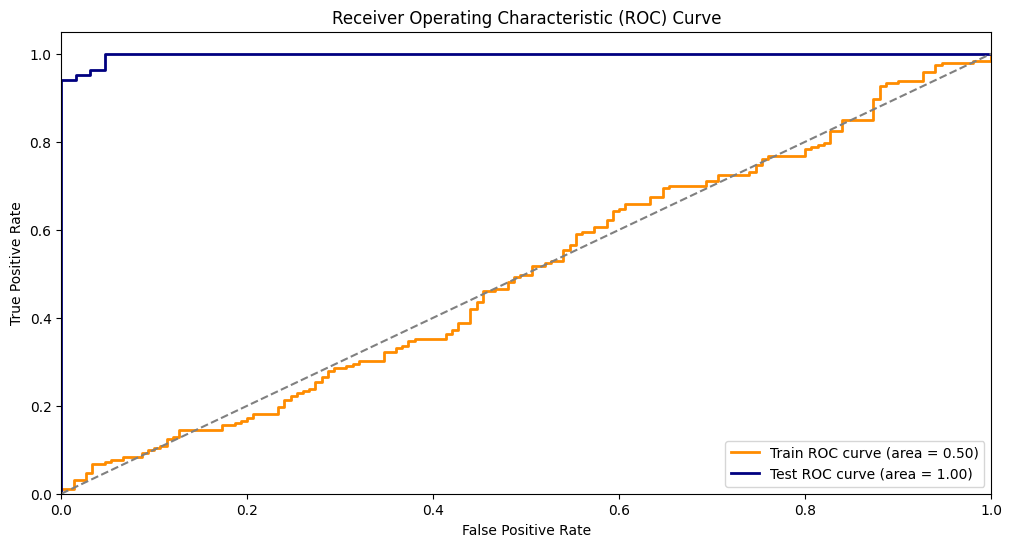 Receiver Operating Characteristic (ROC) Curve
1.0
0.8
0.6
0.4
0.2
0.0
True Positive Rate
0.0 0.2 0.4 0.6 0.8 1.0
False Positive Rate
Train ROC curve (area = 0.50)
Test ROC curve (area = 1.00)